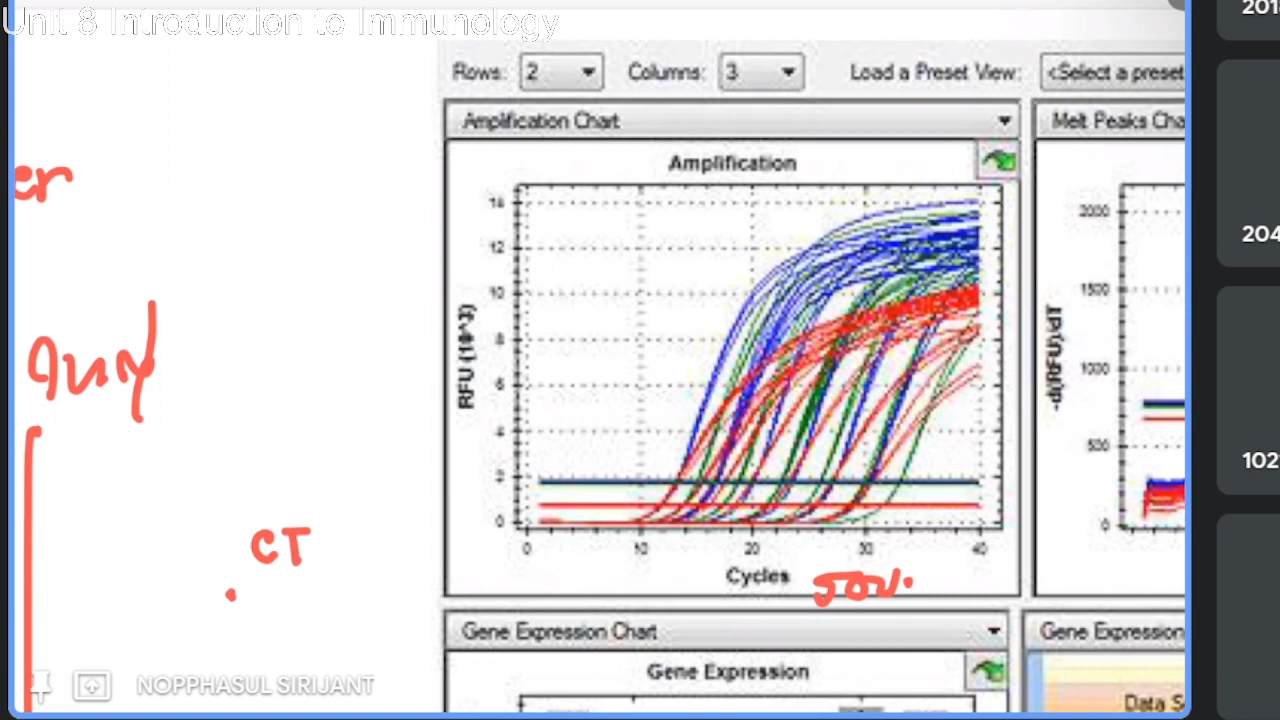 Unit 8 Introduction to Immunology
Rows: 2 Columns: 3 Load a Preset View: <Select a preset
Amplification Chart
Melt Peaks Cha
Amplification
14
12
10
8
6
4
2
0
RFU (10^3)
0 10 20 30 40
Cycles
รอบ
2000
1500
1000
500
0
-d(RFU)/dT
er
CT
Gene Expression Chart
Gene Expression
Gene Expression
Data S
NOPPHASUL SIRIJANT
201
204
102